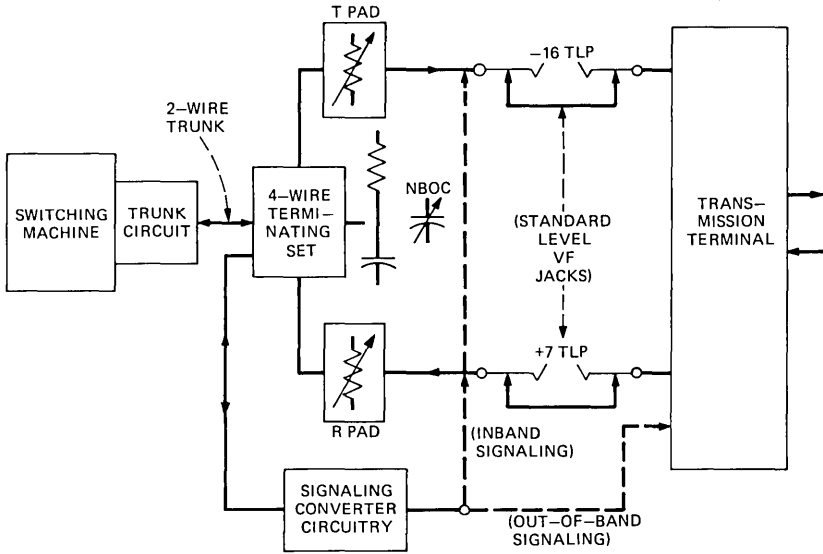 T PAD
–16 TLP
2–WIRE
TRUNK
SWITCHING
MACHINE
TRUNK
CIRCUIT
4–WIRE
TERMI–
NATING
SET
NBOC
(STANDARD
LEVEL
VF
JACKS)
TRANS–
MISSION
TERMINAL
+7 TLP
R PAD
(INBAND
SIGNALING)
SIGNALING
CONVERTER
CIRCUITRY
(OUT–OF–BAND
SIGNALING)